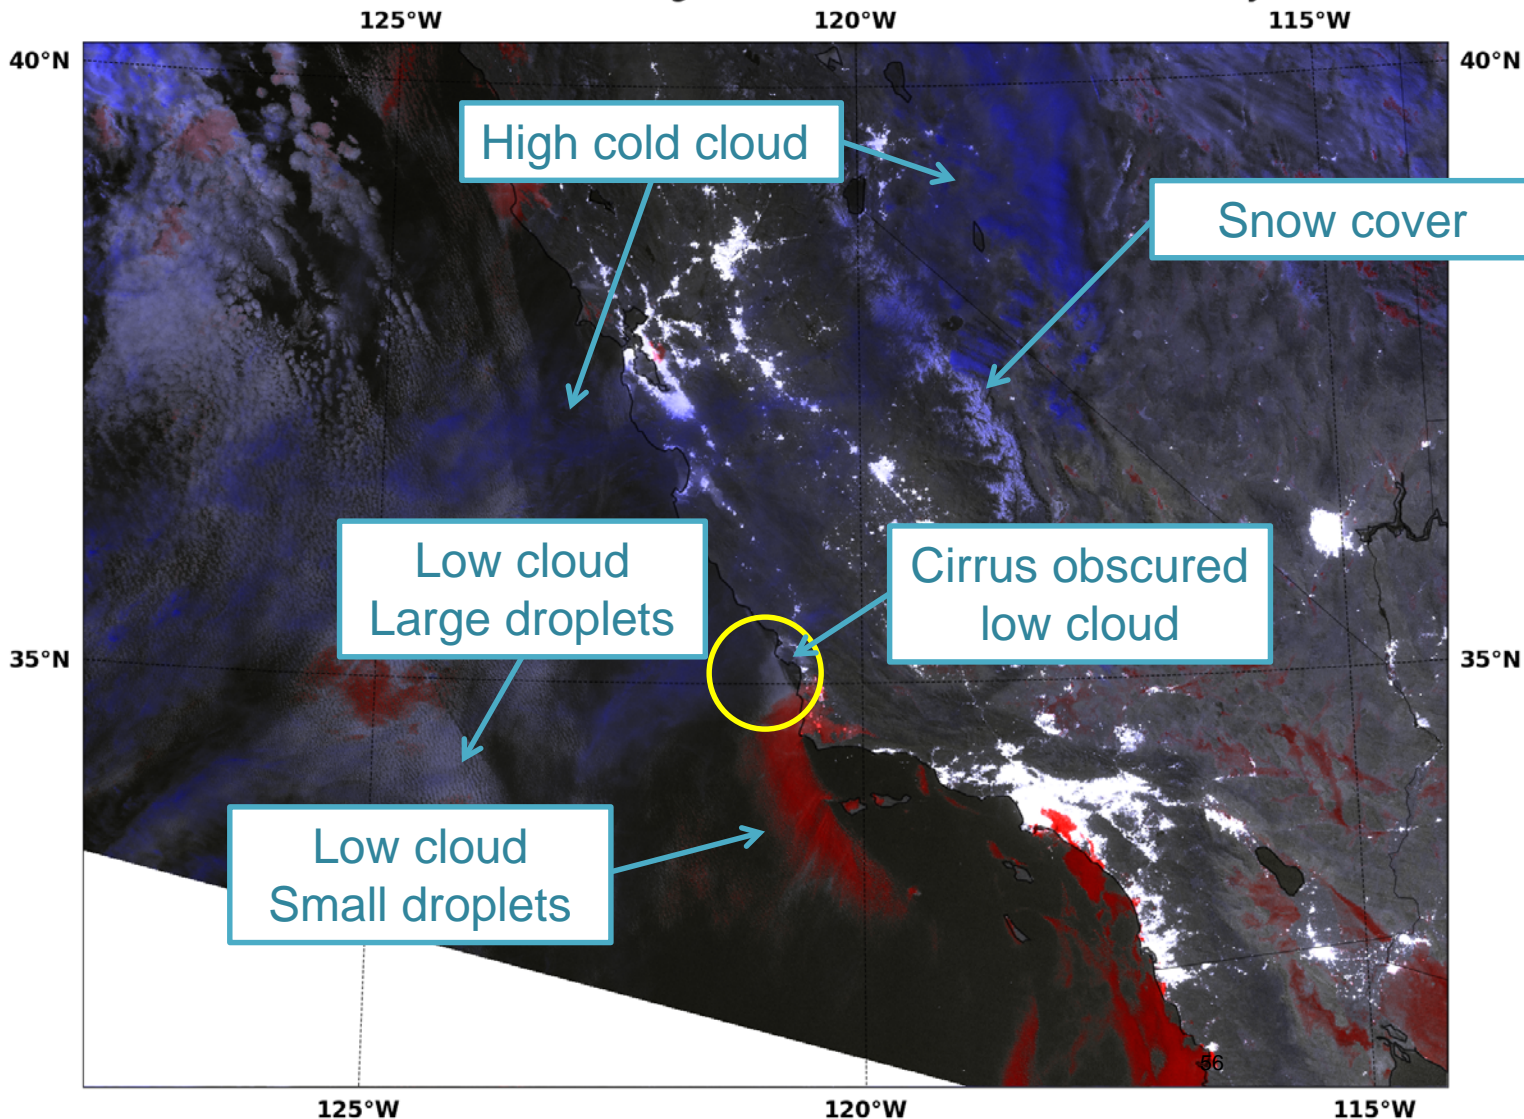 125°W 120°W 115°W
40°N 40°N
High cold cloud
Snow cover
Low cloud
Large droplets
Cirrus obscured
low cloud
35°N 35°N
Low cloud
Small droplets
56
125°W 120°W 115°W